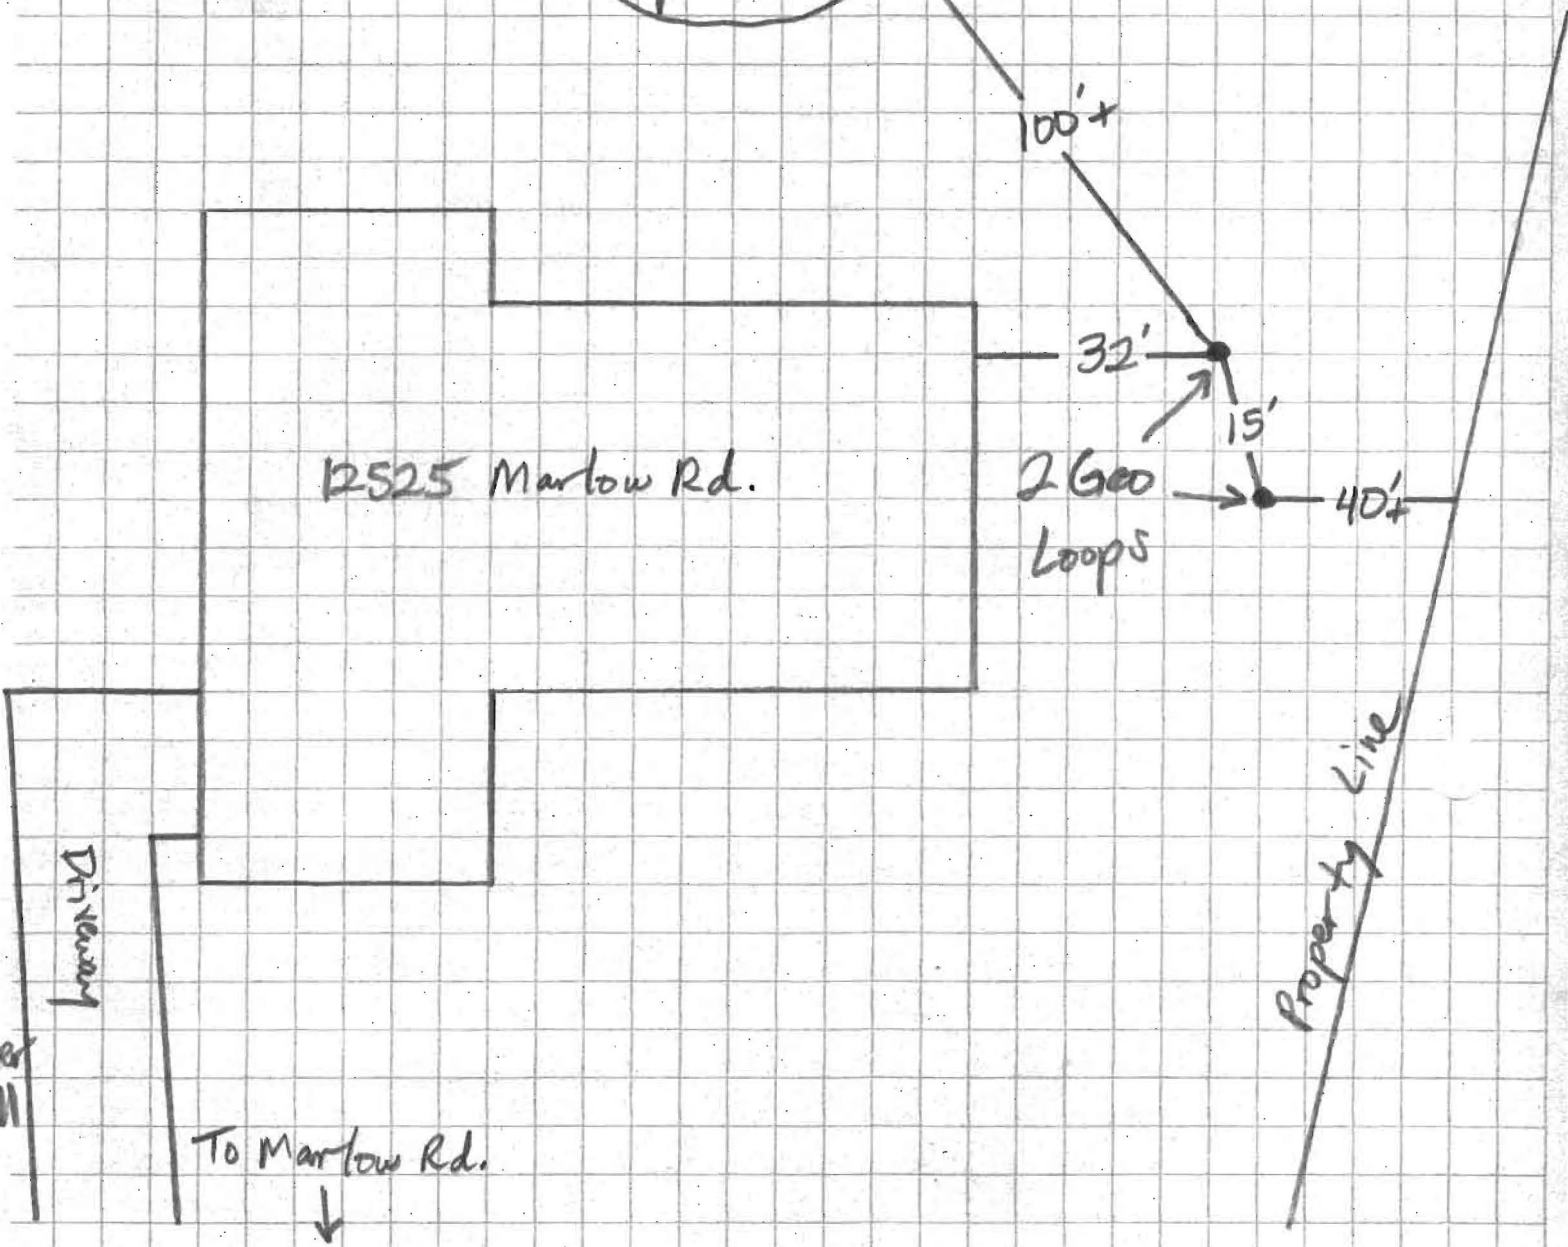 100'+
32'
15'
12525 Marlow Rd.
2 Geo
Loops
40'+
Property Line
Driveway
To Marlow Rd.